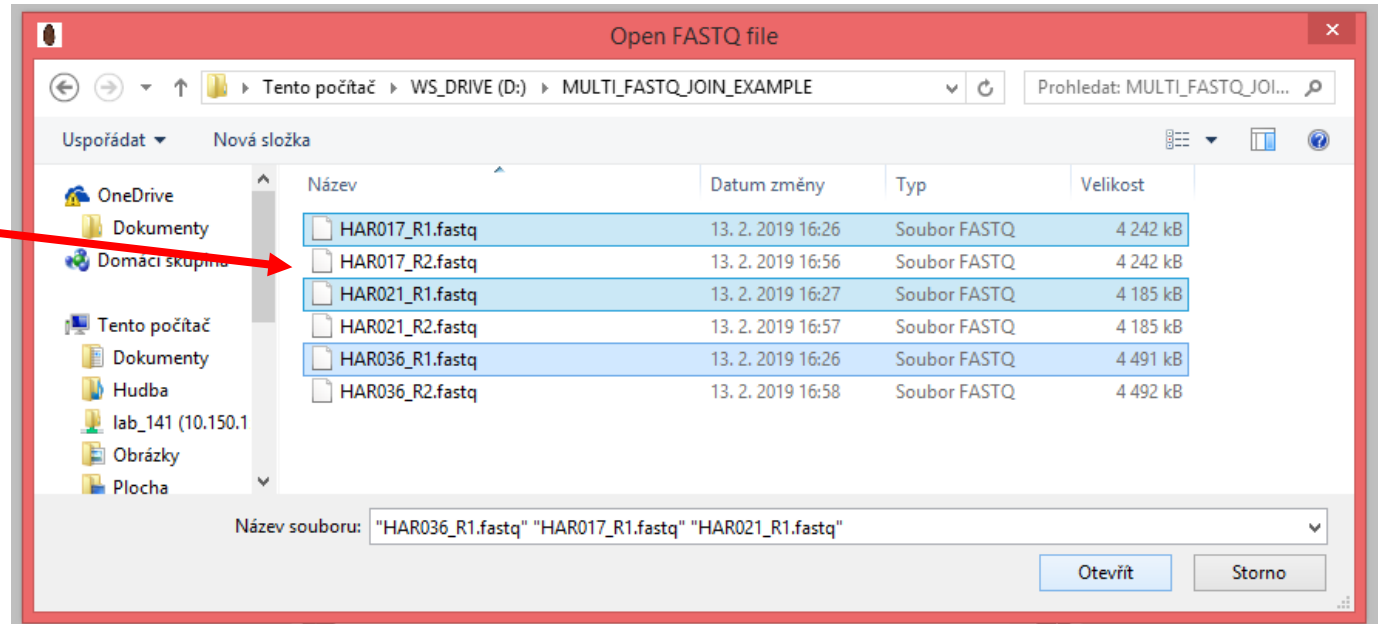 Open FASTQ file
Tento počítač WS_DRIVE (D:) MULTI_FASTQ_JOIN_EXAMPLE Prohledat: MULTI_FASTQ_JOI...
Uspořádat Nová složka
Název Datum změny Typ Velikost
OneDrive
Dokumenty
Domácí skupina
Tento počítač
Dokumenty
Hudba
lab_141 (10.150.1
Obrázky
Plocha
HAR017_R1.fastq 13. 2. 2019 16:26 Soubor FASTQ 4 242 kB
HAR017_R2.fastq 13. 2. 2019 16:56 Soubor FASTQ 4 242 kB
HAR021_R1.fastq 13. 2. 2019 16:27 Soubor FASTQ 4 185 kB
HAR021_R2.fastq 13. 2. 2019 16:57 Soubor FASTQ 4 185 kB
HAR036_R1.fastq 13. 2. 2019 16:26 Soubor FASTQ 4 491 kB
HAR036_R2.fastq 13. 2. 2019 16:58 Soubor FASTQ 4 492 kB
Název souboru: "HAR036_R1.fastq" "HAR017_R1.fastq" "HAR021_R1.fastq"
Otevřít Storno